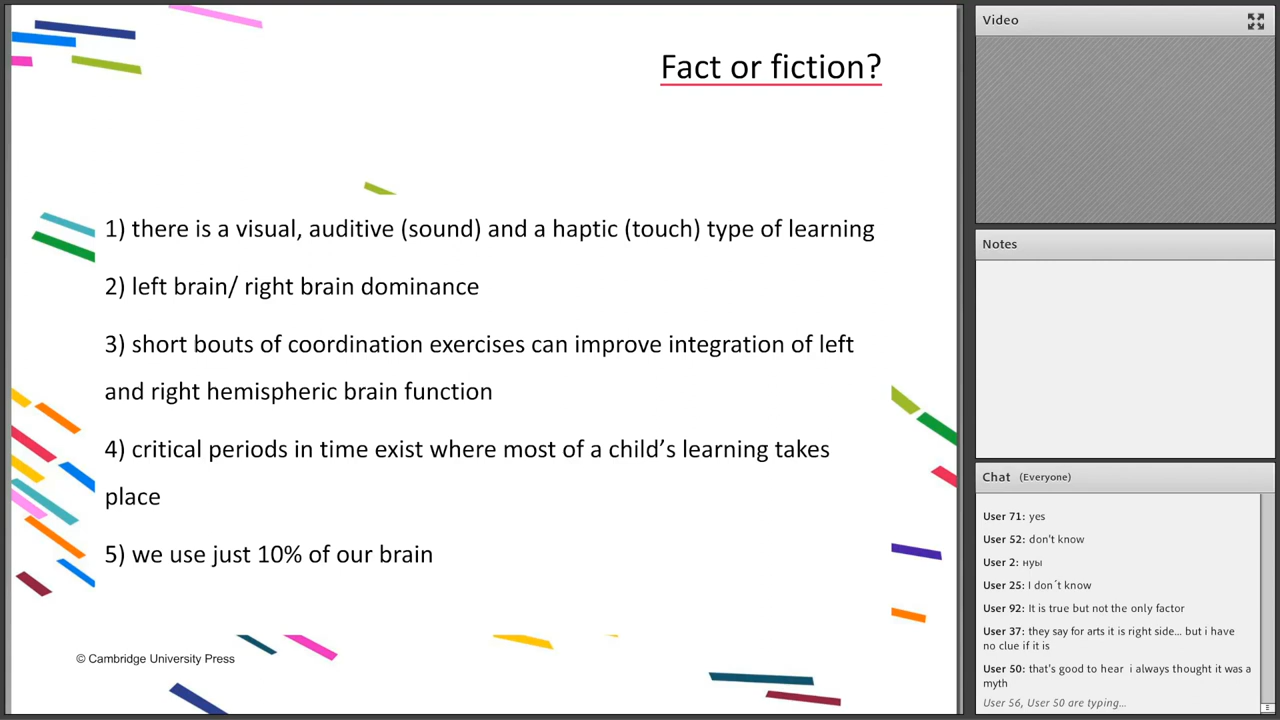 Fact or fiction?
1) there is a visual, auditive (sound) and a haptic (touch) type of learning
2) left brain/ right brain dominance
3) short bouts of coordination exercises can improve integration of left
and right hemispheric brain function
4) critical periods in time exist where most of a child’s learning takes
place
5) we use just 10% of our brain
© Cambridge University Press
Video
Notes
Chat (Everyone)
User 71: yes
User 52: don't know
User 2: нуы
User 25: I don´t know
User 92: It is true but not the only factor
User 37: they say for arts it is right side... but i have
no clue if it is
User 50: that's good to hear i always thought it was a
myth
User 56, User 50 are typing...